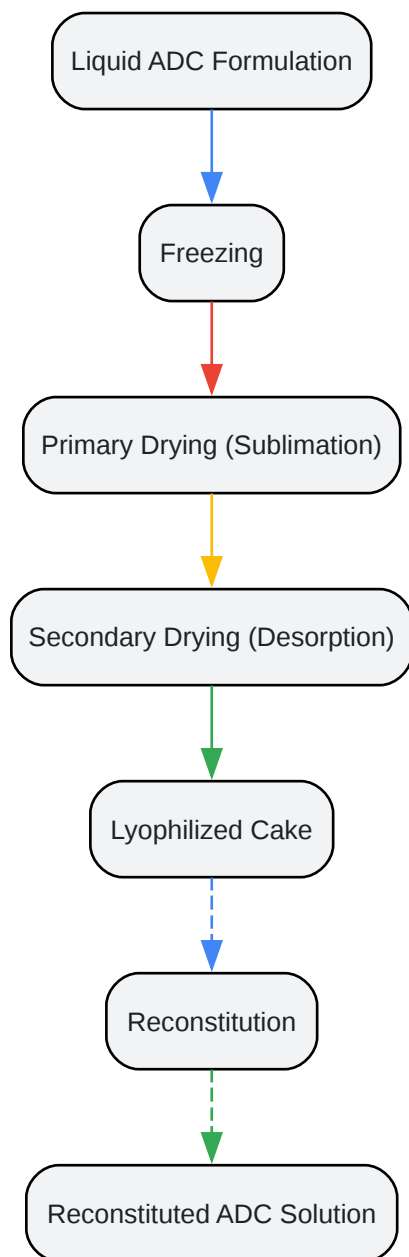 Liquid ADC Formulation
Freezing
Primary Drying (Sublimation)
Secondary Drying (Desorption)
Lyophilized Cake
Reconstitution
Reconstituted ADC Solution